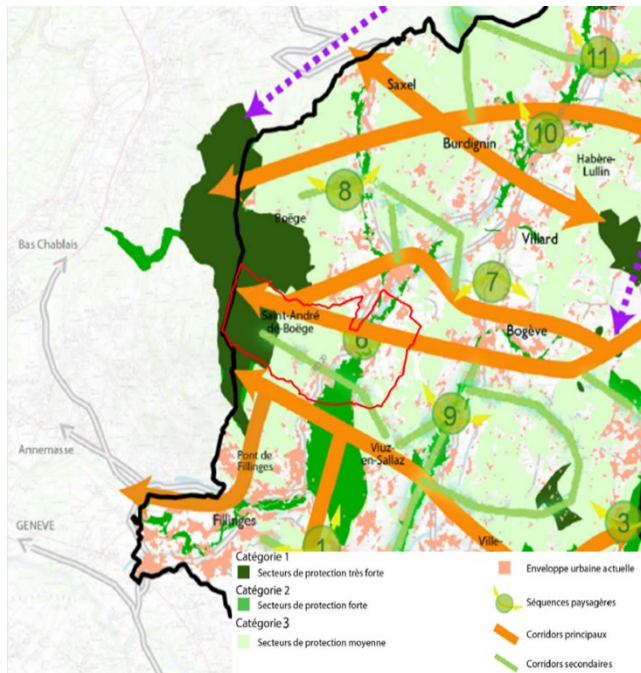 11
Saxel
Burdignin
10
Habère-
Lullin
8
Boëge
Bas Chablais
Villard
7
Saint-André
de-Boëge
Bogève
6
9
Annemasse
Pont de
Fillinges
Viuz-
en-Sallaz
GENEVE
Fillinges
1
Ville-
3
Catégorie 1
Secteurs de protection très forte
Catégorie 2
Secteurs de protection forte
Catégorie 3
Secteurs de protection moyenne
Enveloppe urbaine actuelle
Séquences paysagères
Corridors principaux
Corridors secondaires